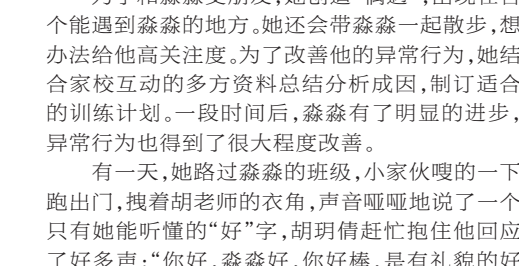 个能遇到淼淼的地方。她还会带淼淼一起散步,想
办法给他高关注度。为了改善他的异常行为,她结
合家校互动的多方资料总结分析成因,制订适合
的训练计划。一段时间后,淼淼有了明显的进步,
异常行为也得到了很大程度改善。
有一天,她路过淼淼的班级,小家伙嗖的一下
跑出门,拽着胡老师的衣角,声音哑哑地说了一个
只有她能听懂的“好”字,胡玥倩赶忙抱住他回应
了好多声:“你好,淼淼好,你好棒,是有礼貌的好